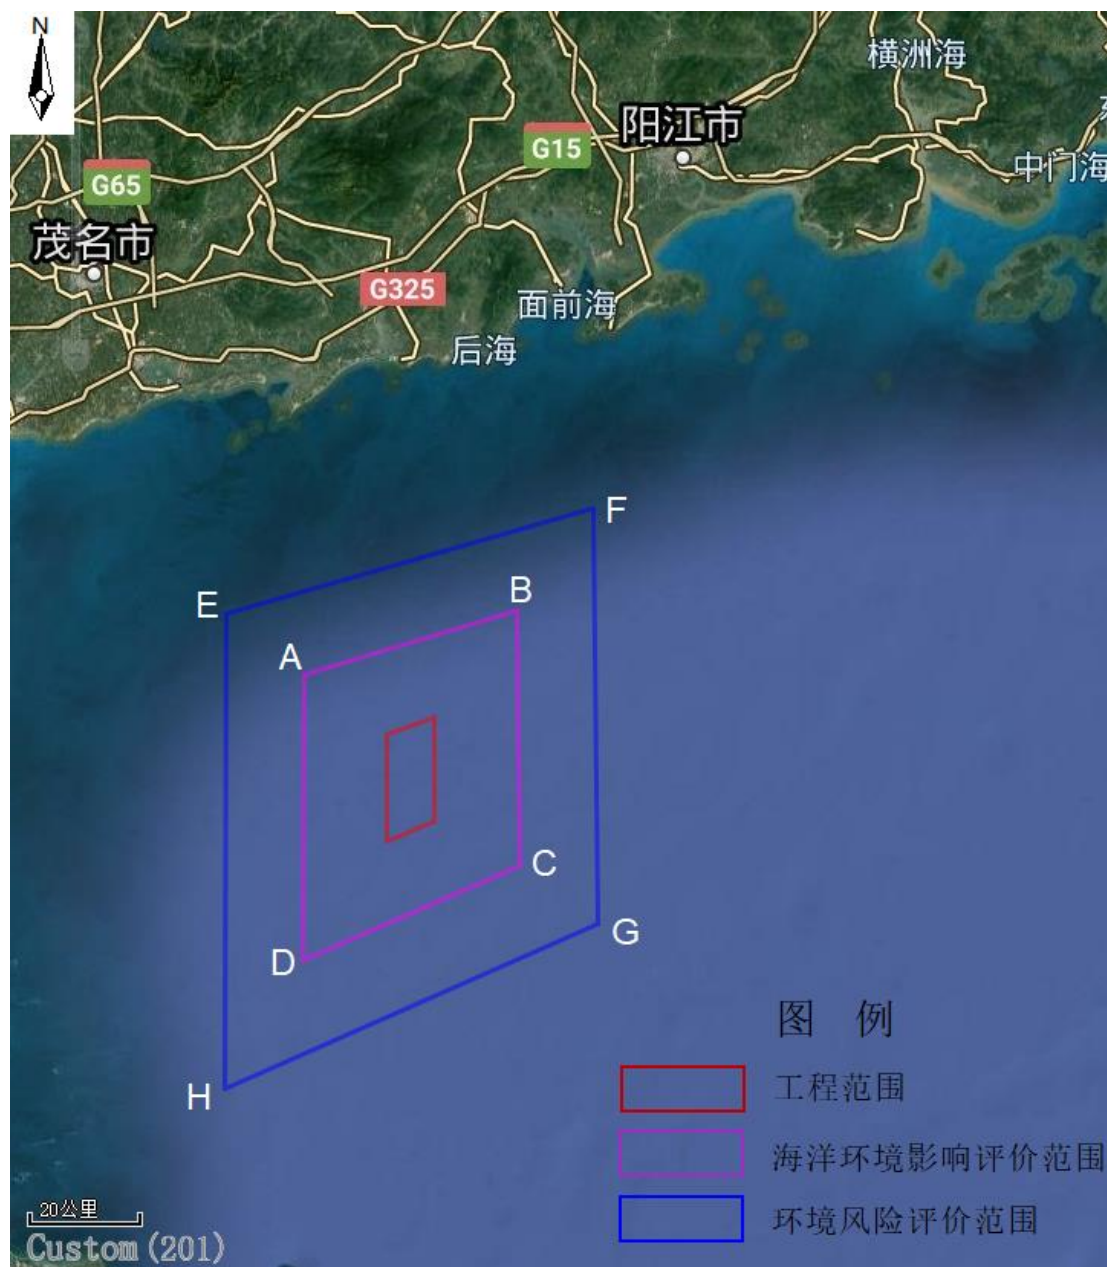 N
横洲海
阳江市
G15
中门海
G65
茂名市
G325
面前海
后海
F
E
B
A
C
G
D
H
图 例
工程范围
海洋环境影响评价范围
环境风险评价范围
20公里
Custom(201)